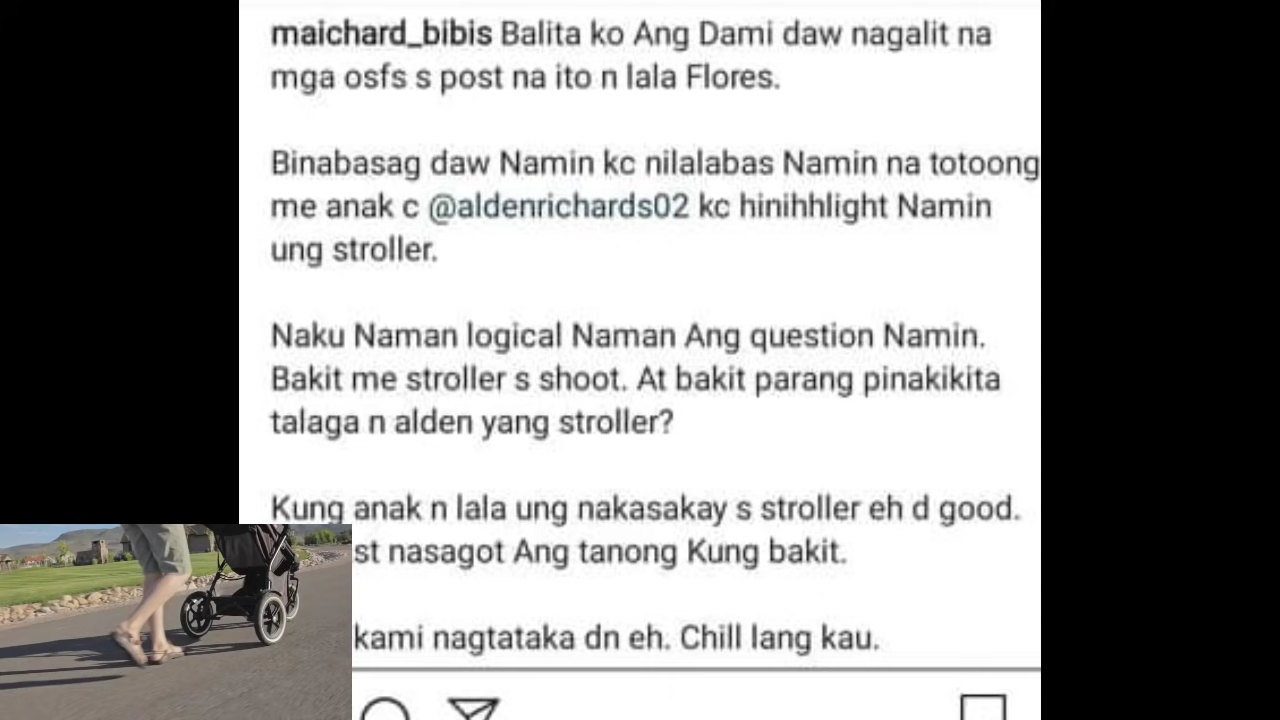 maichard_bibis Balita ko Ang Dami daw nagalit na
mga osfs s post na ito n lala Flores.
Binabasag daw Namin kc nilalabas Namin na totoong
me anak c @aldenrichards02 kc hinihhlight Namin
ung stroller.
Naku Naman logical Naman Ang question Namin.
Bakit me stroller s shoot. At bakit parang pinakikita
talaga n alden yang stroller?
Kung anak n lala ung nakasakay s stroller eh d good.
st nasagot Ang tanong Kung bakit.
kami nagtataka dn eh. Chill lang kau.